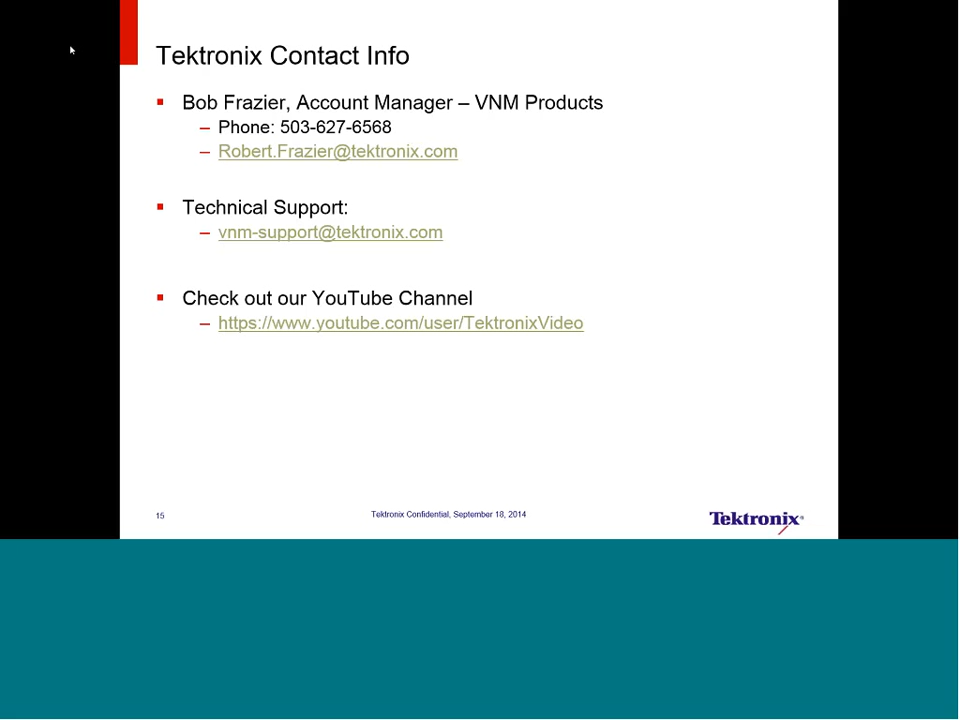 Tektronix Contact Info
▪ Bob Frazier, Account Manager – VNM Products
– Phone: 503-627-6568
– Robert.Frazier@tektronix.com
▪ Technical Support:
– vnm-support@tektronix.com
▪ Check out our YouTube Channel
– https://www.youtube.com/user/TektronixVideo
15
Tektronix Confidential, September 18, 2014
Tektronix®